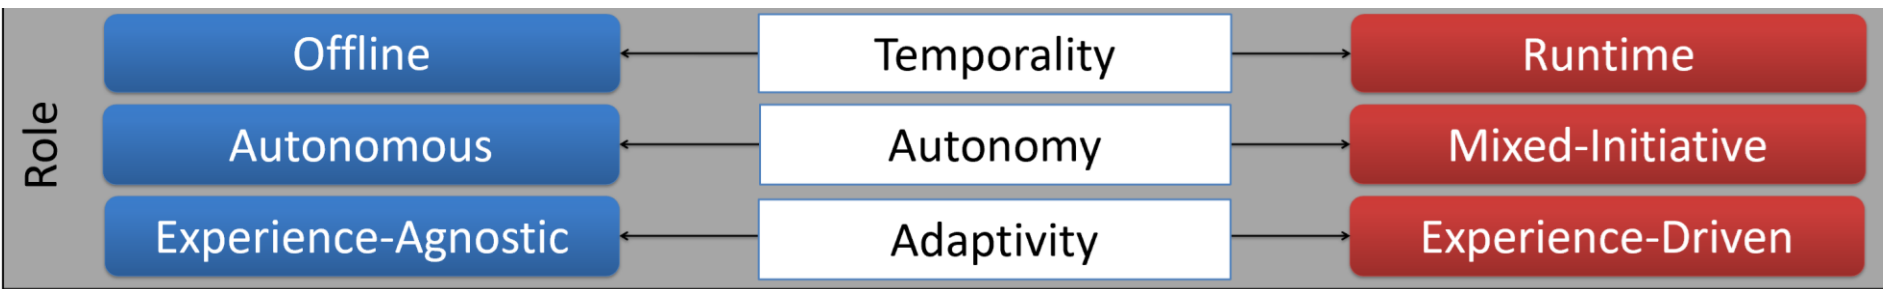 Role
Offline
Temporality
Runtime
Autonomous
Autonomy
Mixed-Initiative
Experience-Agnostic
Adaptivity
Experience-Driven